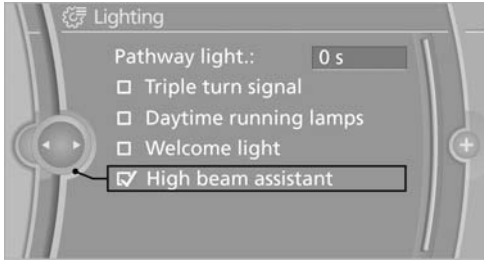 Lighting
Pathway light.: 0 s
Triple turn signal
Daytime running lamps
Welcome light
High beam assistant